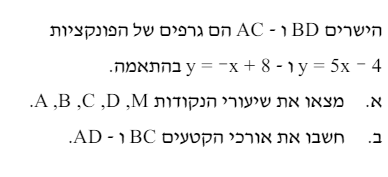 הישרים BD ו - AC הם גרפים של הפונקציות
y = 5x − 4 ו - y = −x + 8 בהתאמה.
א. מצאו את שיעורי הנקודות A ,B ,C ,D ,M.
ב. חשבו את אורכי הקטעים BC ו - AD.